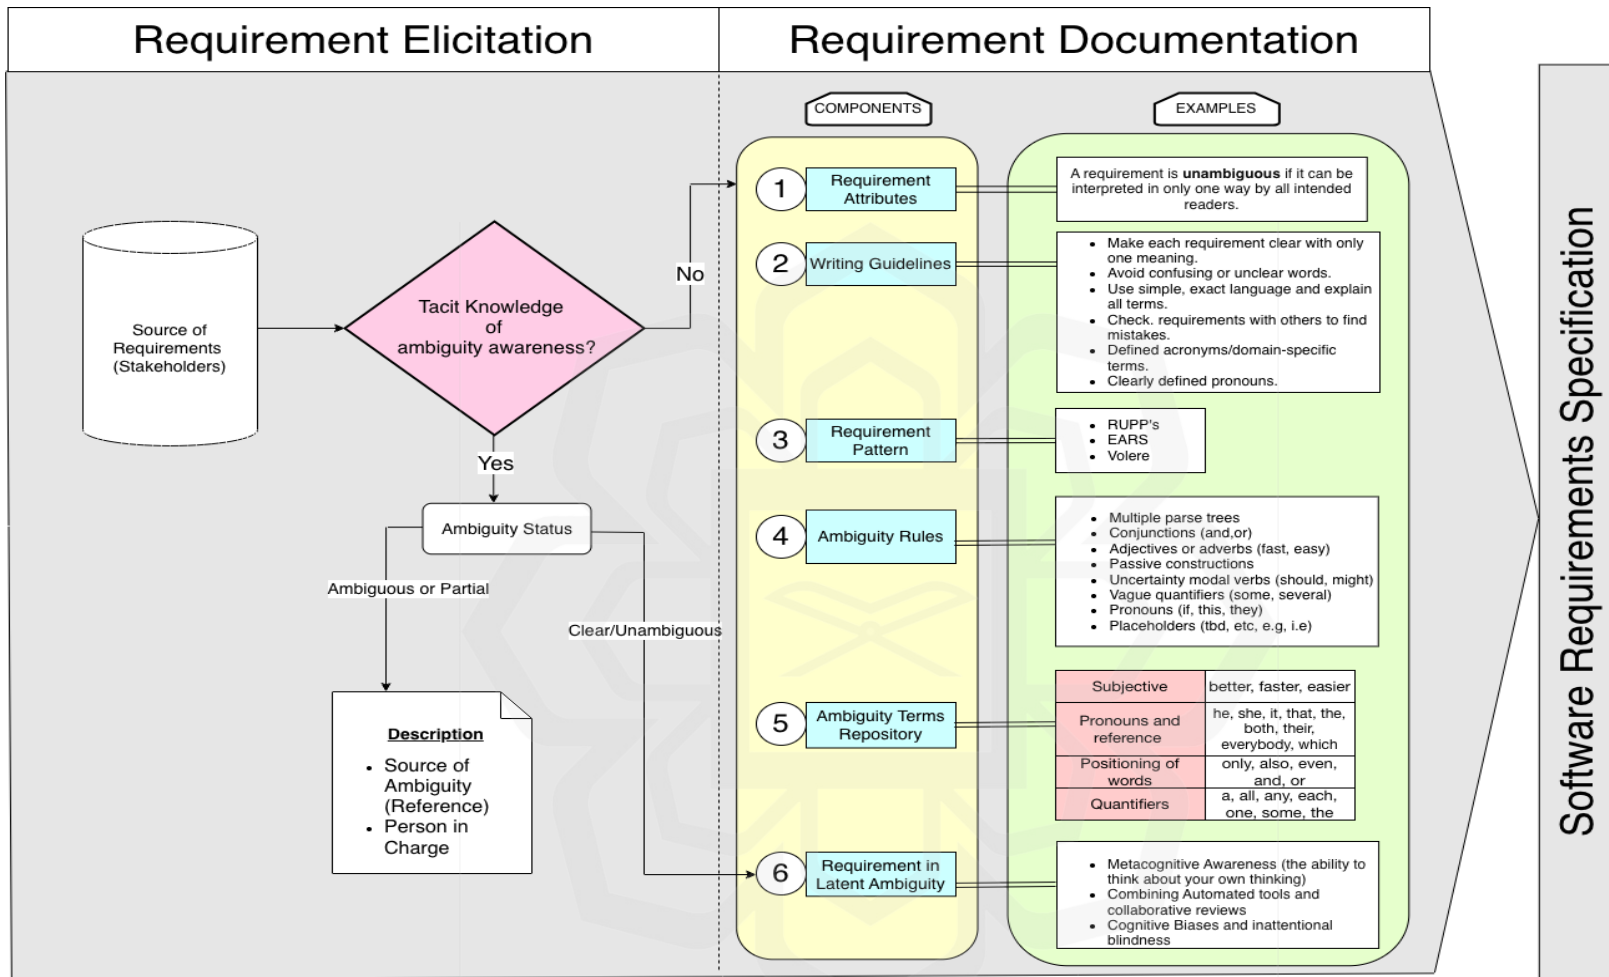 Requirement Elicitation
Requirement Documentation
COMPONENTS
EXAMPLES
Source of
Requirements
(Stakeholders)
Tacit Knowledge
of
ambiguity awareness?
No
Yes
Ambiguity Status
Ambiguous or Partial
Clear/Unambiguous
Description
• Source of
Ambiguity
(Reference)
• Person in
Charge
1
Requirement
Attributes
A requirement is unambiguous if it can be
interpreted in only one way by all intended
readers.
2
Writing Guidelines
• Make each requirement clear with only
one meaning.
• Avoid confusing or unclear words.
• Use simple, exact language and explain
all terms.
• Check. requirements with others to find
mistakes.
• Defined acronyms/domain-specific
terms.
• Clearly defined pronouns.
3
Requirement
Pattern
• RUPP's
• EARS
• Volere
4
Ambiguity Rules
• Multiple parse trees
• Conjunctions (and,or)
• Adjectives or adverbs (fast, easy)
• Passive constructions
• Uncertainty modal verbs (should, might)
• Vague quantifiers (some, several)
• Pronouns (if, this, they)
• Placeholders (tbd, etc, e.g, i.e)
5
Ambiguity Terms
Repository
Subjective
better, faster, easier
Pronouns and
reference
he, she, it, that, the,
both, their,
everybody, which
Positioning of
words
only, also, even,
and, or
Quantifiers
a, all, any, each,
one, some, the
6
Requirement in
Latent Ambiguity
• Metacognitive Awareness (the ability to
think about your own thinking)
• Combining Automated tools and
collaborative reviews
• Cognitive Biases and inattentional
blindness
Software Requirements Specification